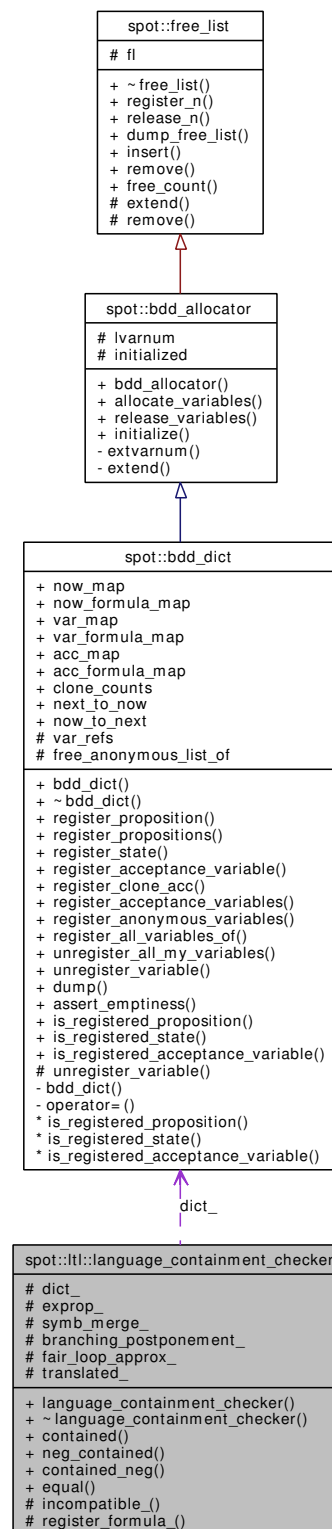 spot::free_list
# fl
+ ~free_list()
+ register_n()
+ release_n()
+ dump_free_list()
+ insert()
+ remove()
+ free_count()
# extend()
# remove()
spot::bdd_allocator
# lvarnum
# initialized
+ bdd_allocator()
+ allocate_variables()
+ release_variables()
+ initialize()
- extvarnum()
- extend()
spot::bdd_dict
+ now_map
+ now_formula_map
+ var_map
+ var_formula_map
+ acc_map
+ acc_formula_map
+ clone_counts
+ next_to_now
+ now_to_next
# var_refs
# free_anonymous_list_of
+ bdd_dict()
+ ~bdd_dict()
+ register_proposition()
+ register_propositions()
+ register_state()
+ register_acceptance_variable()
+ register_clone_acc()
+ register_acceptance_variables()
+ register_anonymous_variables()
+ register_all_variables_of()
+ unregister_all_my_variables()
+ unregister_variable()
+ dump()
+ assert_emptiness()
+ is_registered_proposition()
+ is_registered_state()
+ is_registered_acceptance_variable()
# unregister_variable()
- bdd_dict()
- operator=()
* is_registered_proposition()
* is_registered_state()
* is_registered_acceptance_variable()
dict_
spot::ltl::language_containment_checker
# dict_
# exprop_
# symb_merge_
# branching_postponement_
# fair_loop_approx_
# translated_
+ language_containment_checker()
+ ~language_containment_checker()
+ contained()
+ neg_contained()
+ contained_neg()
+ equal()
# incompatible_()
# register_formula_()